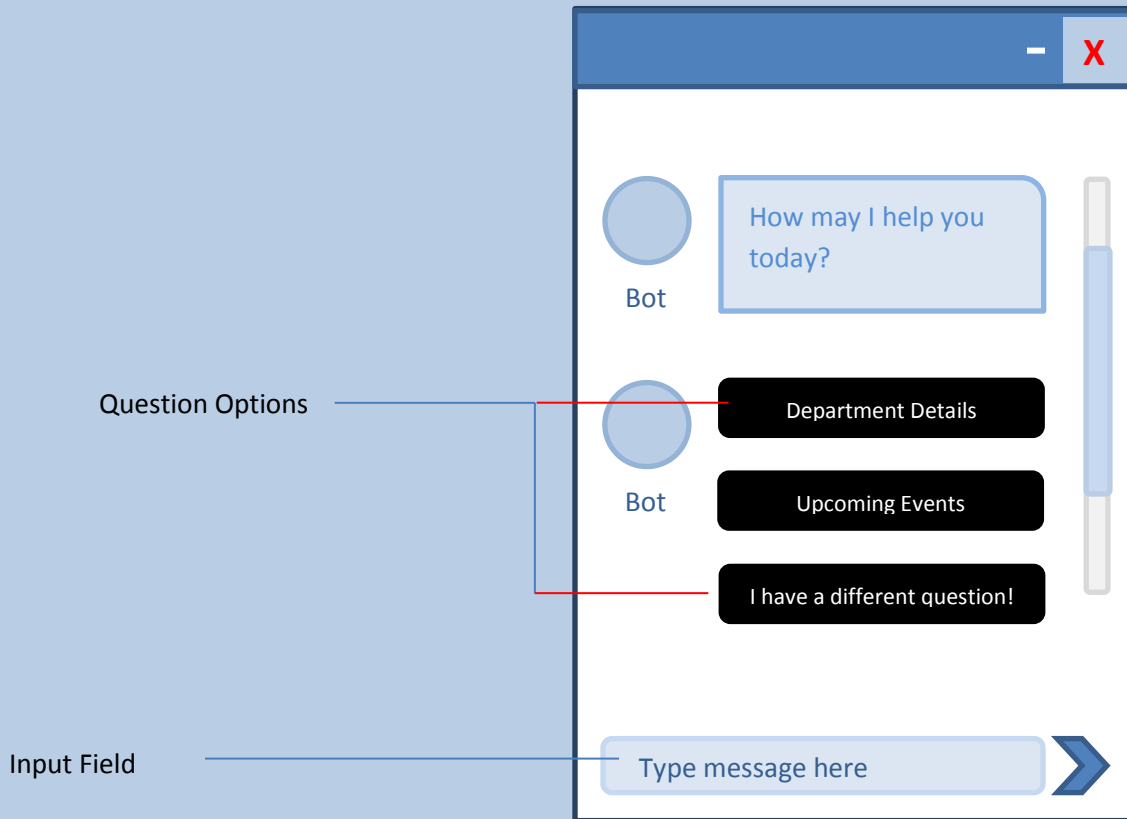 –
X
How may I help you
today?
Bot
Question Options
Department Details
Bot
Upcoming Events
I have a different question!
Input Field
Type message here